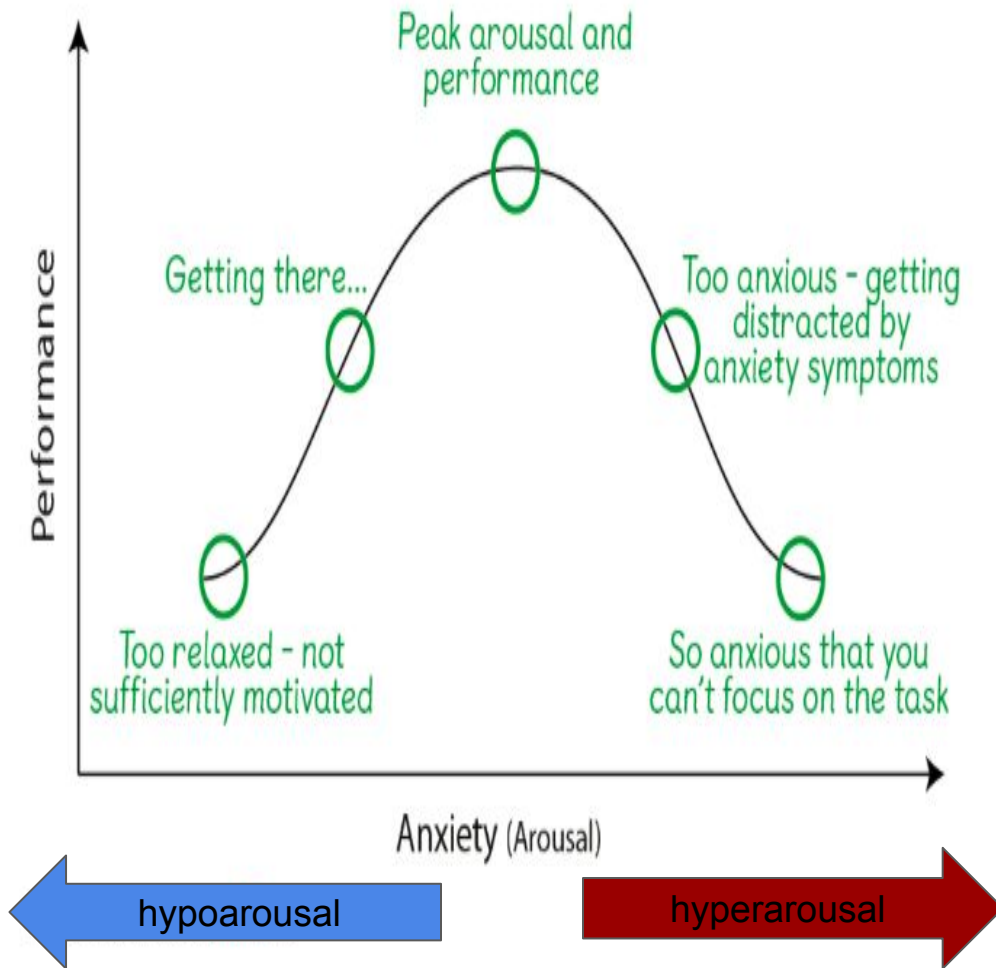 Peak arousal and
performance
Getting there...
Too anxious - getting
distracted by
anxiety symptoms
Performance
Too relaxed - not
sufficiently motivated
So anxious that you
can't focus on the task
Anxiety (Arousal)
hypoarousal
hyperarousal